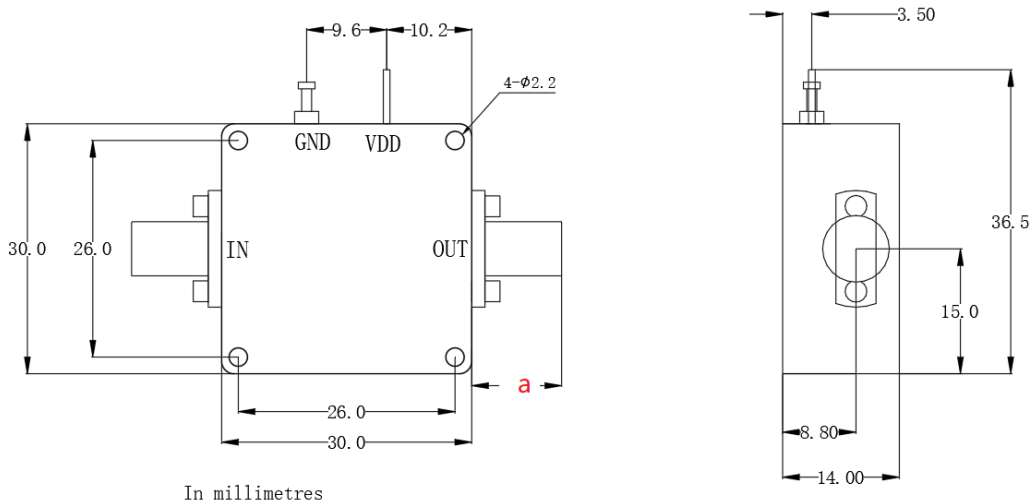 9.6
10.2
3.50
4-ϕ2.2
GND
VDD
30.0
26.0
IN
OUT
36.5
15.0
a
26.0
30.0
8.80
14.00
In millimetres